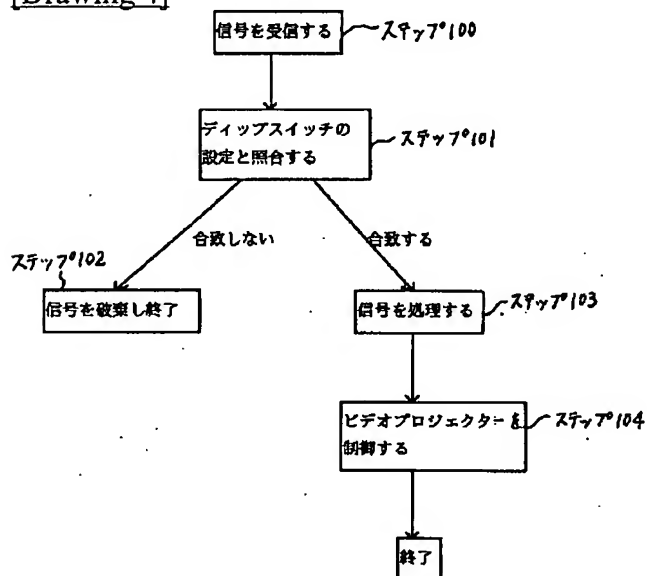 [Drawing 4]
信号を受信する
ステップ100
ディップスイッチの
設定と照合する
ステップ101
合致しない
合致する
ステップ102
信号を破棄し終了
信号を処理する
ステップ103
ビデオプロジェクターを
制御する
ステップ104
終了